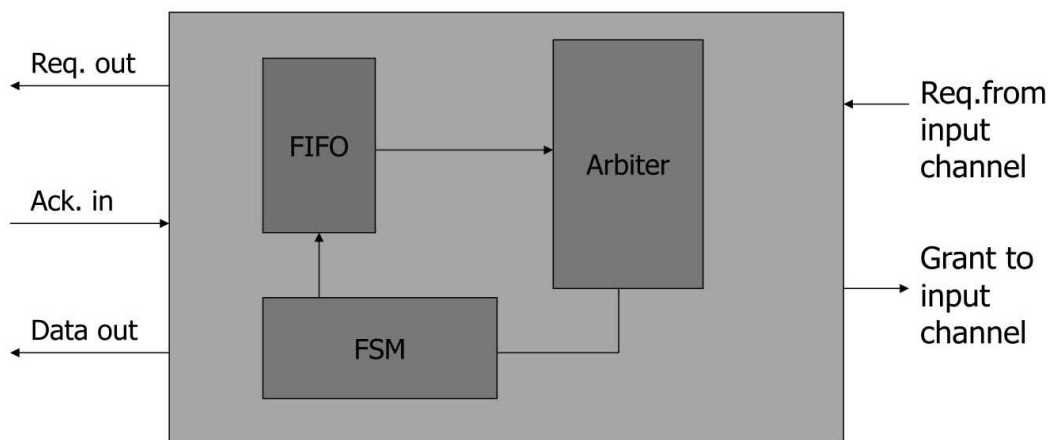 Req. out
FIFO
Arbiter
Req.from
input
channel
Ack. in
Grant to
input
channel
Data out
FSM